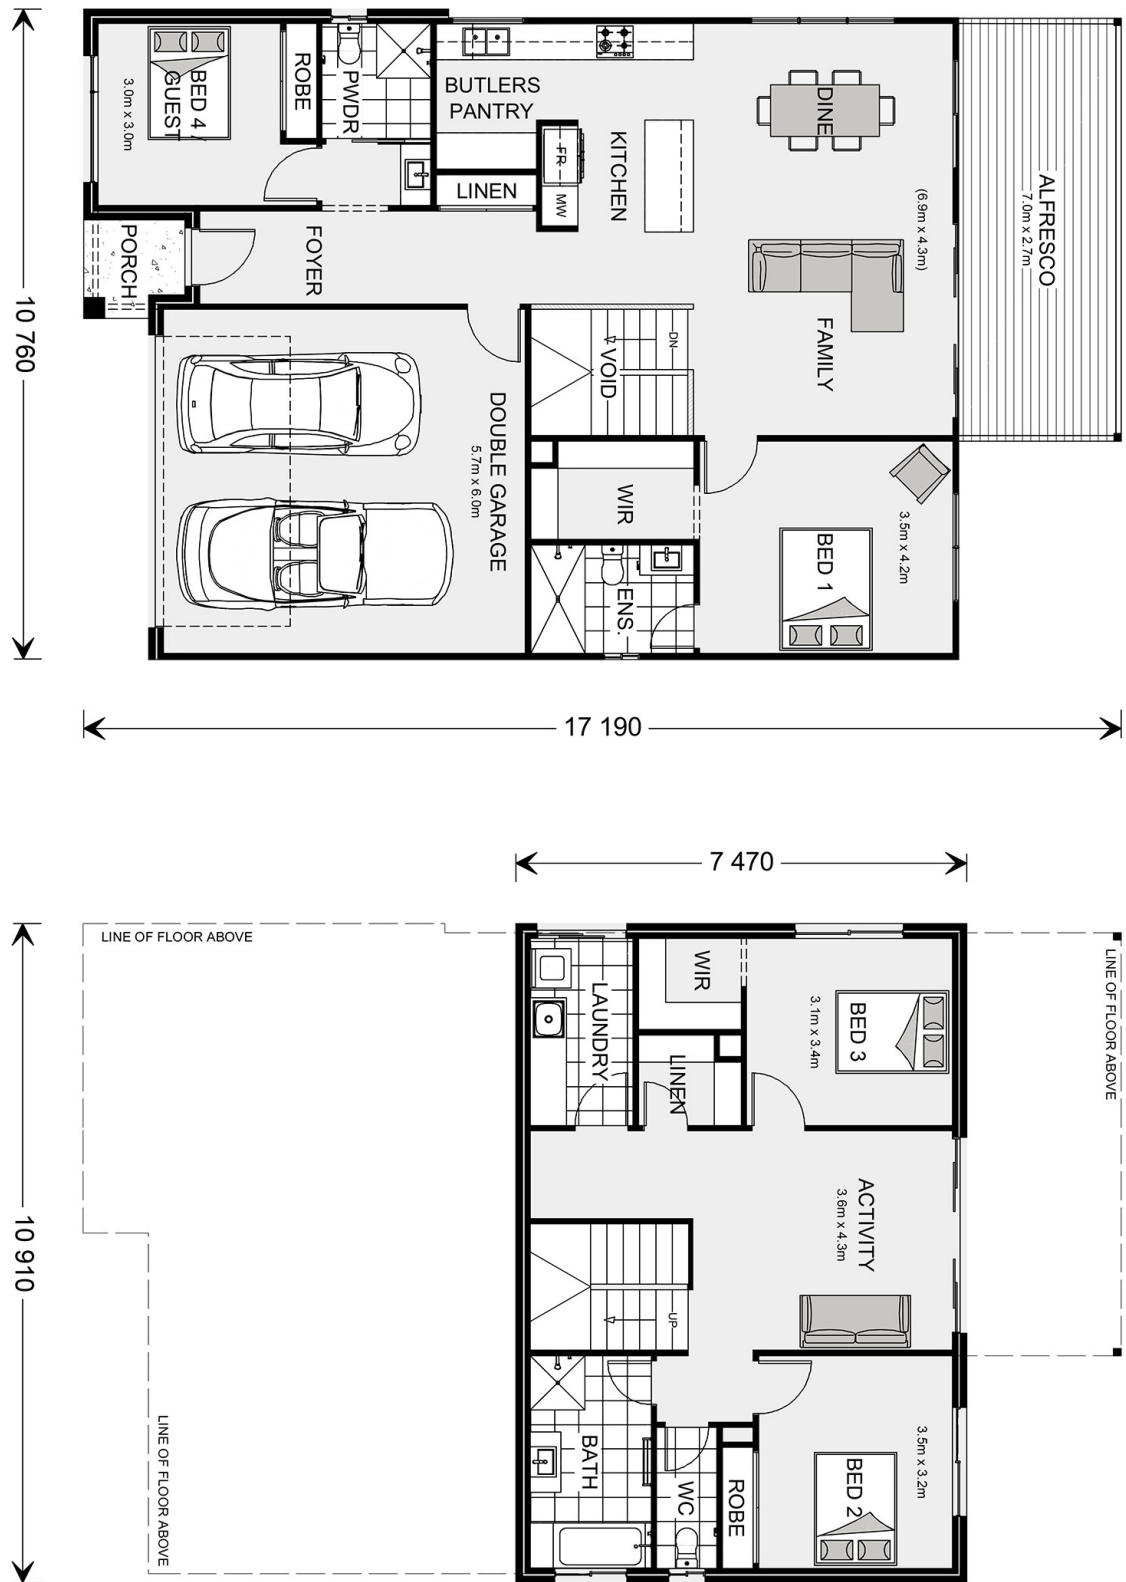 BED 4 /
GUEST
3.0m x 3.0m
ROBE
PWDR
BUTLERS
PANTRY
LINEN
FR
MW
KITCHEN
DINE
(6.9m x 4.3m)
FAMILY
ALFRESCO
7.0m x 2.7m
PORCH
FOYER
DN
VOID
DOUBLE GARAGE
5.7m x 6.0m
WIR
ENS.
BED 1
3.5m x 4.2m
10 760
17 190
7 470
LINE OF FLOOR ABOVE
LINE OF FLOOR ABOVE
LAUNDRY
WIR
LINEN
BED 3
3.1m x 3.4m
ACTIVITY
3.6m x 4.3m
UP
BATH
WC
ROBE
BED 2
3.5m x 3.2m
10 910
LINE OF FLOOR ABOVE